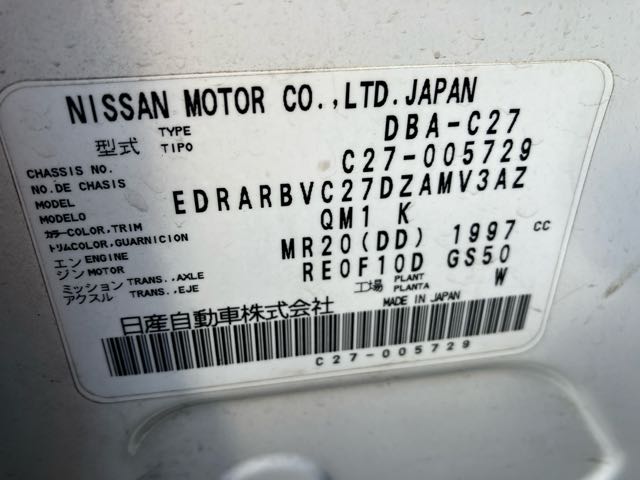 NISSAN MOTOR CO.,LTD.JAPAN
型式 TYPE TIPO DBA-C27
CHASSIS NO. NO.DE CHASIS C27-005729
MODEL MODELO EDRARBVC27DZAMV3AZ
カラー COLOR,TRIM トリム COLOR,GUARNICION QM1 K
エンジン ENGINE MOTOR MR20(DD) 1997 CC
ミッション TRANS.,AXLE アクスル TRANS.,EJE RE0F10D GS50
工場 PLANT PLANTA W
日産自動車株式会社 MADE IN JAPAN
C27-005729